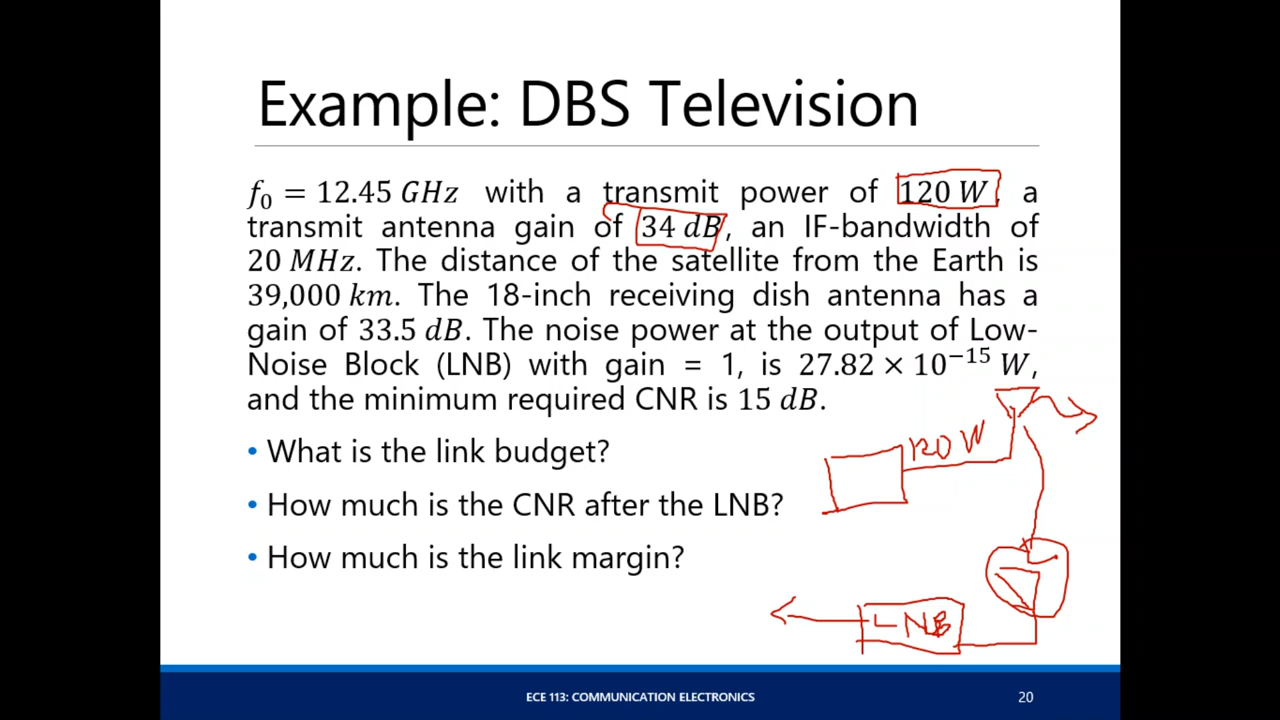 Example: DBS Television
f₀ = 12.45 GHz with a transmit power of 120 W, a
transmit antenna gain of 34 dB, an IF-bandwidth of
20 MHz. The distance of the satellite from the Earth is
39,000 km. The 18-inch receiving dish antenna has a
gain of 33.5 dB. The noise power at the output of Low-
Noise Block (LNB) with gain = 1, is 27.82 × 10⁻¹⁵ W,
and the minimum required CNR is 15 dB.
• What is the link budget?
120 W
• How much is the CNR after the LNB?
• How much is the link margin?
LNB
ECE 113: COMMUNICATION ELECTRONICS
20